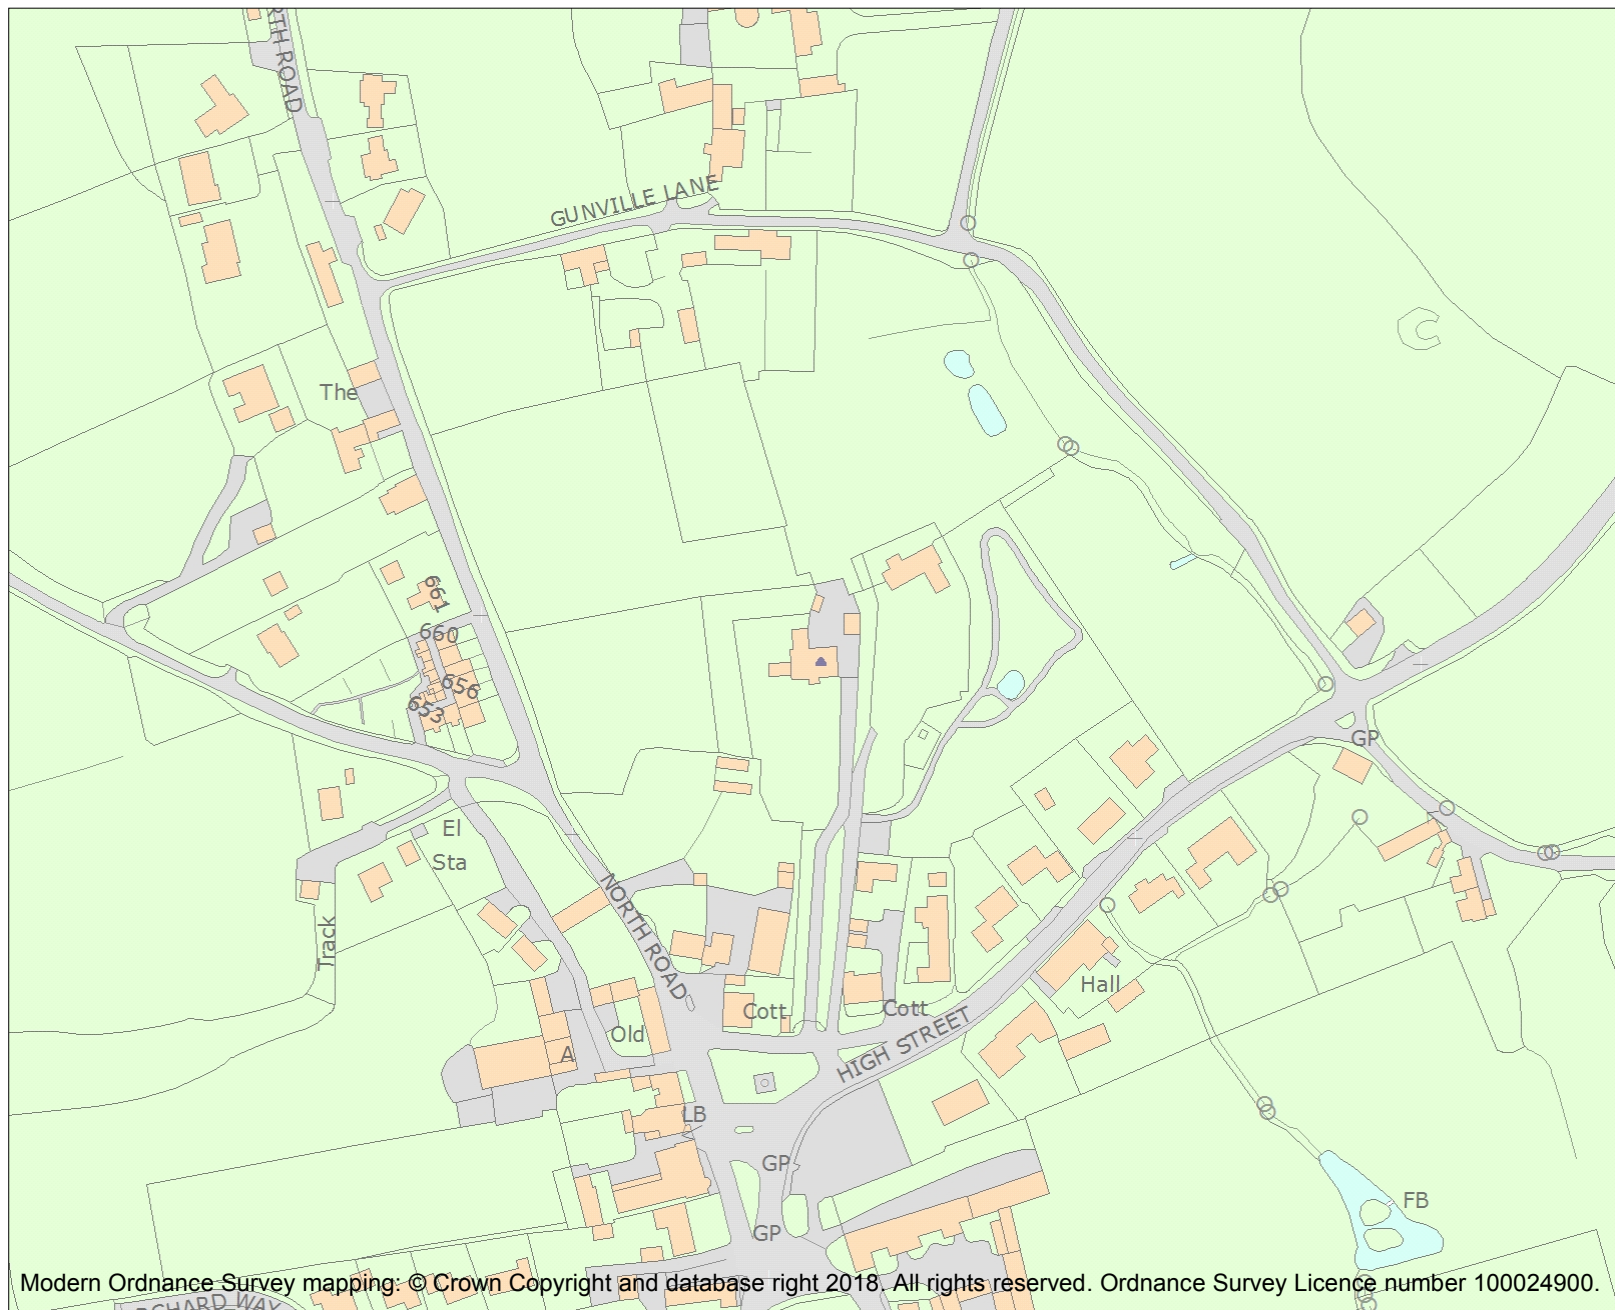 RTH ROAD
GUNVILLE LANE
The
661
660
656
653
GP
El
Sta
NORTH ROAD
Track
Hall
Cott
Cott
Old
HIGH STREET
A
LB
GP
FB
GP
Modern Ordnance Survey mapping: © Crown Copyright and database right 2018. All rights reserved. Ordnance Survey Licence number 100024900.
RCHARD WAY